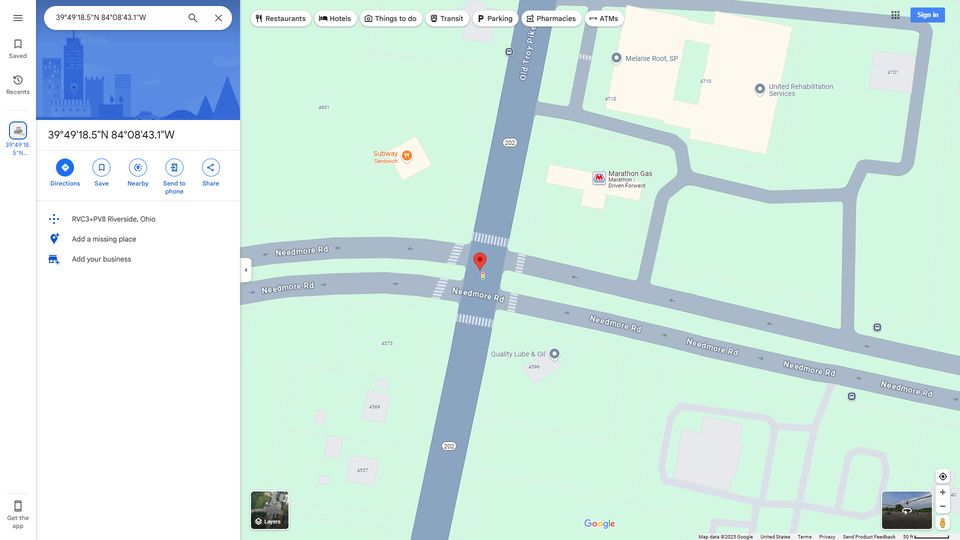 39°49'18.5"N 84°08'43.1"W
Restaurants
Hotels
Things to do
Transit
Parking
Pharmacies
ATMs
Sign in
Saved
Recents
39°49'18.
5"N...
39°49'18.5"N 84°08'43.1"W
Directions
Save
Nearby
Send to
phone
Share
RVC3+PV8 Riverside, Ohio
Add a missing place
Add your business
Get the
app
Old Troy Pike
Melanie Root, SP
4710
4710
United Rehabilitation
Services
4701
4601
202
Subway
Sandwich
Marathon Gas
Marathon |
Driven Forward
Needmore Rd
Needmore Rd
Needmore Rd
Needmore Rd
Needmore Rd
Needmore Rd
Needmore Rd
4573
Quality Lube & Oil
4596
4569
202
4557
40
Layers
Google
Map data ©2025 Google
United States
Terms
Privacy
Send Product Feedback
50 ft